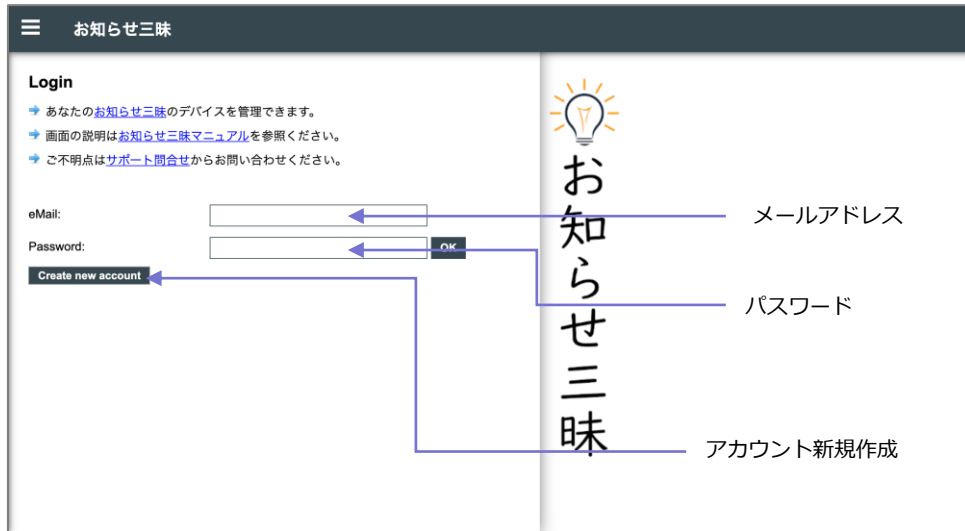 お知らせ三昧
Login
あなたのお知らせ三昧のデバイスを管理できます。
画面の説明はお知らせ三昧マニュアルを参照ください。
ご不明点はサポート問合せからお問い合わせください。
eMail:
Password:
OK
Create new account
お知らせ三昧
メールアドレス
パスワード
アカウント新規作成